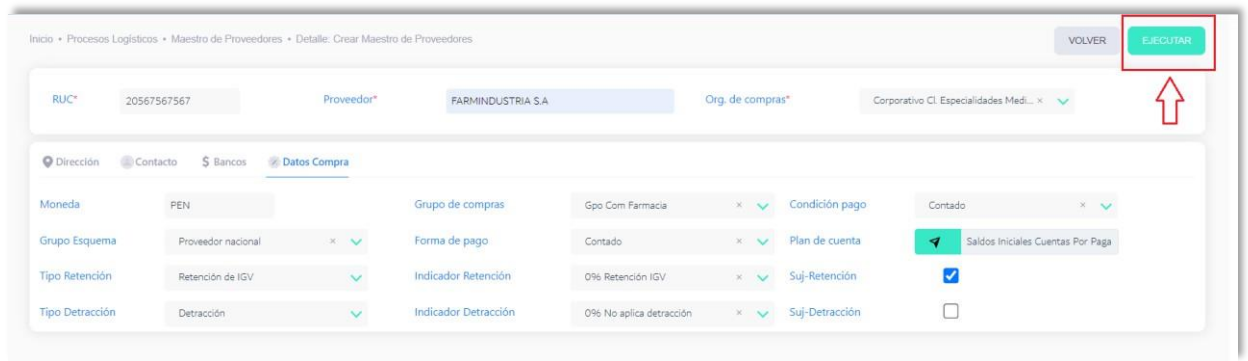 Inicio • Procesos Logísticos • Maestro de Proveedores • Detalle: Crear Maestro de Proveedores VOLVER EJECUTAR
RUC* 20567567567 Proveedor* FARMINDUSTRIA S.A Org. de compras* Corporativo Cl. Especialidades Medi... ×
Dirección Contacto $ Bancos Datos Compra
Moneda PEN Grupo de compras Gpo Com Farmacia × Condición pago Contado ×
Grupo Esquema Proveedor nacional × Forma de pago Contado × Plan de cuenta Saldos Iniciales Cuentas Por Paga
Tipo Retención Retención de IGV Indicador Retención 0% Retención IGV × Suj-Retención
Tipo Detracción Detracción Indicador Detracción 0% No aplica detracción × Suj-Detracción